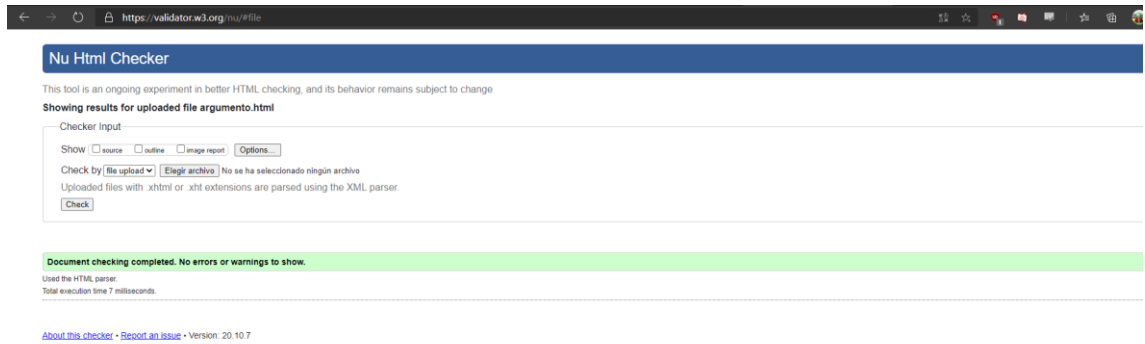 https://validator.w3.org/nu/#file
Nu Html Checker
This tool is an ongoing experiment in better HTML checking, and its behavior remains subject to change
Showing results for uploaded file argumento.html
Checker Input
Show source outline image report Options...
Check by file upload Elegir archivo No se ha seleccionado ningún archivo
Uploaded files with .xhtml or .xht extensions are parsed using the XML parser.
Check
Document checking completed. No errors or warnings to show.
Used the HTML parser.
Total execution time 7 milliseconds.
About this checker • Report an issue • Version: 20.10.7